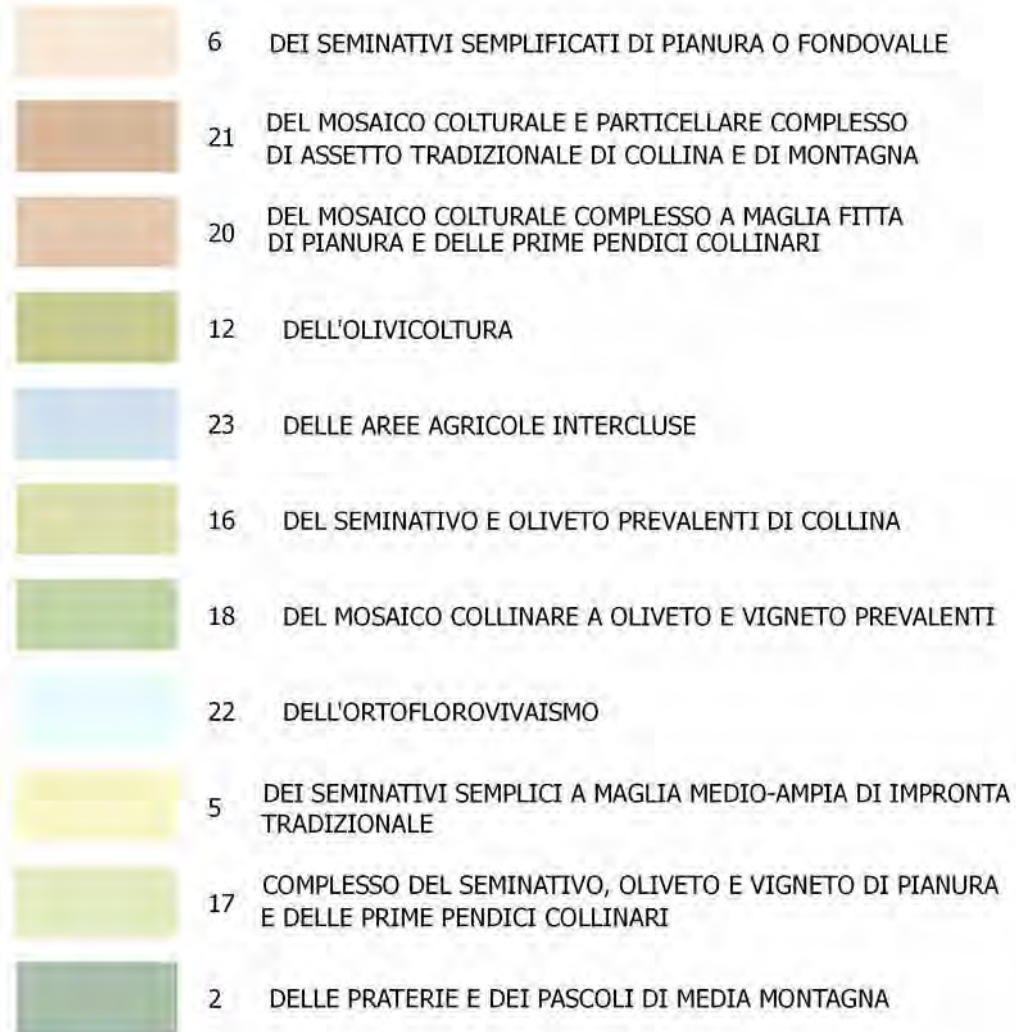 6 DEI SEMINATIVI SEMPLIFICATI DI PIANURA O FONDOVALLE
21 DEL MOSAICO COLTURALE E PARTICELLARE COMPLESSO
DI ASSETTO TRADIZIONALE DI COLLINA E DI MONTAGNA
20 DEL MOSAICO COLTURALE COMPLESSO A MAGLIA FITTA
DI PIANURA E DELLE PRIME PENDICI COLLINARI
12 DELL'OLIVICOLTURA
23 DELLE AREE AGRICOLE INTERCLUSE
16 DEL SEMINATIVO E OLIVETO PREVALENTI DI COLLINA
18 DEL MOSAICO COLLINARE A OLIVETO E VIGNETO PREVALENTI
22 DELL'ORTOFLOROVIVAISMO
5 DEI SEMINATIVI SEMPLICI A MAGLIA MEDIO-AMPIA DI IMPRONTA
TRADIZIONALE
17 COMPLESSO DEL SEMINATIVO, OLIVETO E VIGNETO DI PIANURA
E DELLE PRIME PENDICI COLLINARI
2 DELLE PRATERIE E DEI PASCOLI DI MEDIA MONTAGNA